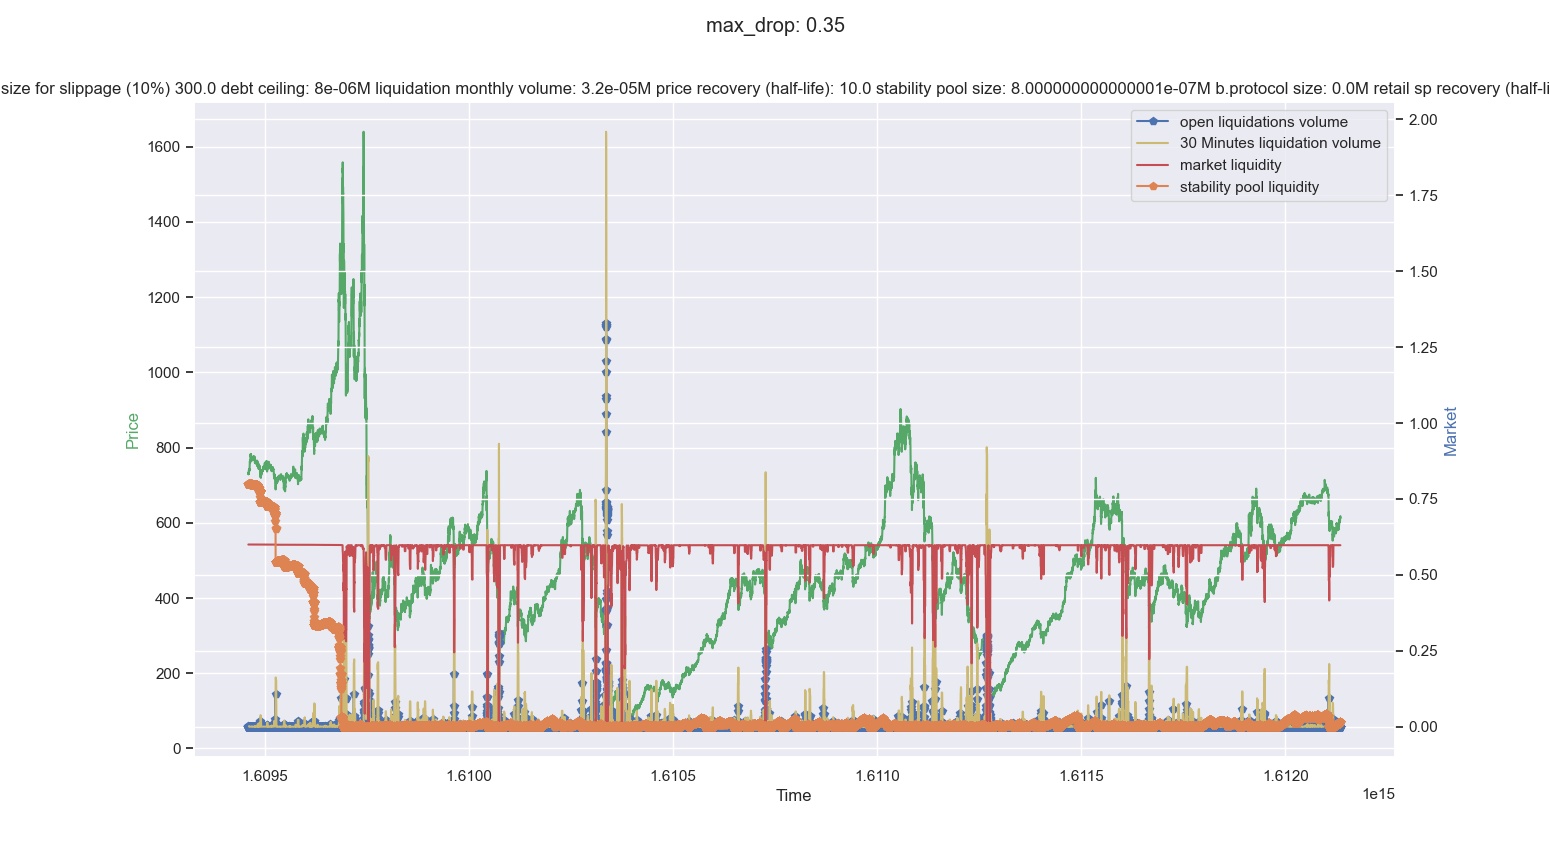 max_drop: 0.35
size for slippage (10%) 300.0 debt ceiling: 8e-06M liquidation monthly volume: 3.2e-05M price recovery (half-life): 10.0 stability pool size: 8.000000000000001e-07M b.protocol size: 0.0M retail sp recovery (half-li
open liquidations volume
30 Minutes liquidation volume
market liquidity
stability pool liquidity
1600
1400
1200
1000
800
600
400
200
0
Price
2.00
1.75
1.50
1.25
1.00
0.75
0.50
0.25
0.00
Market
1.6095 1.6100 1.6105 1.6110 1.6115 1.6120
Time
1e15